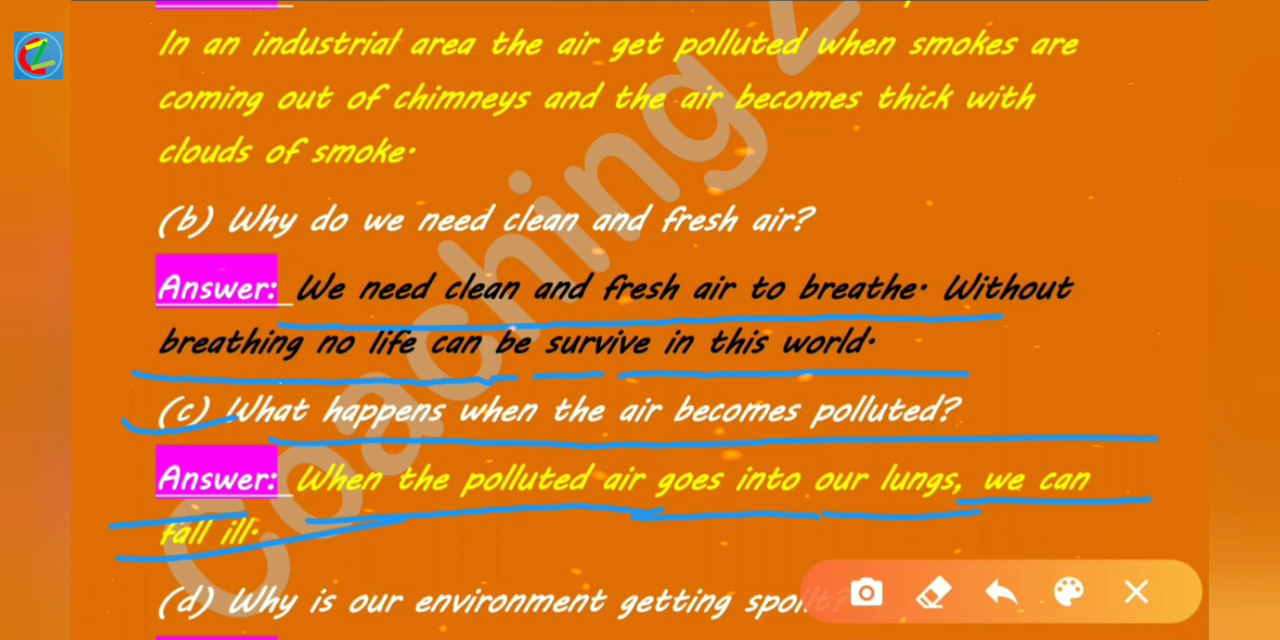 In an industrial area the air get polluted when smokes are
coming out of chimneys and the air becomes thick with
clouds of smoke.
(b) Why do we need clean and fresh air?
Answer: We need clean and fresh air to breathe. Without
breathing no life can be survive in this world.
(c) What happens when the air becomes polluted?
Answer: When the polluted air goes into our lungs, we can
fall ill.
(d) Why is our environment getting spoilt?
Coaching Z